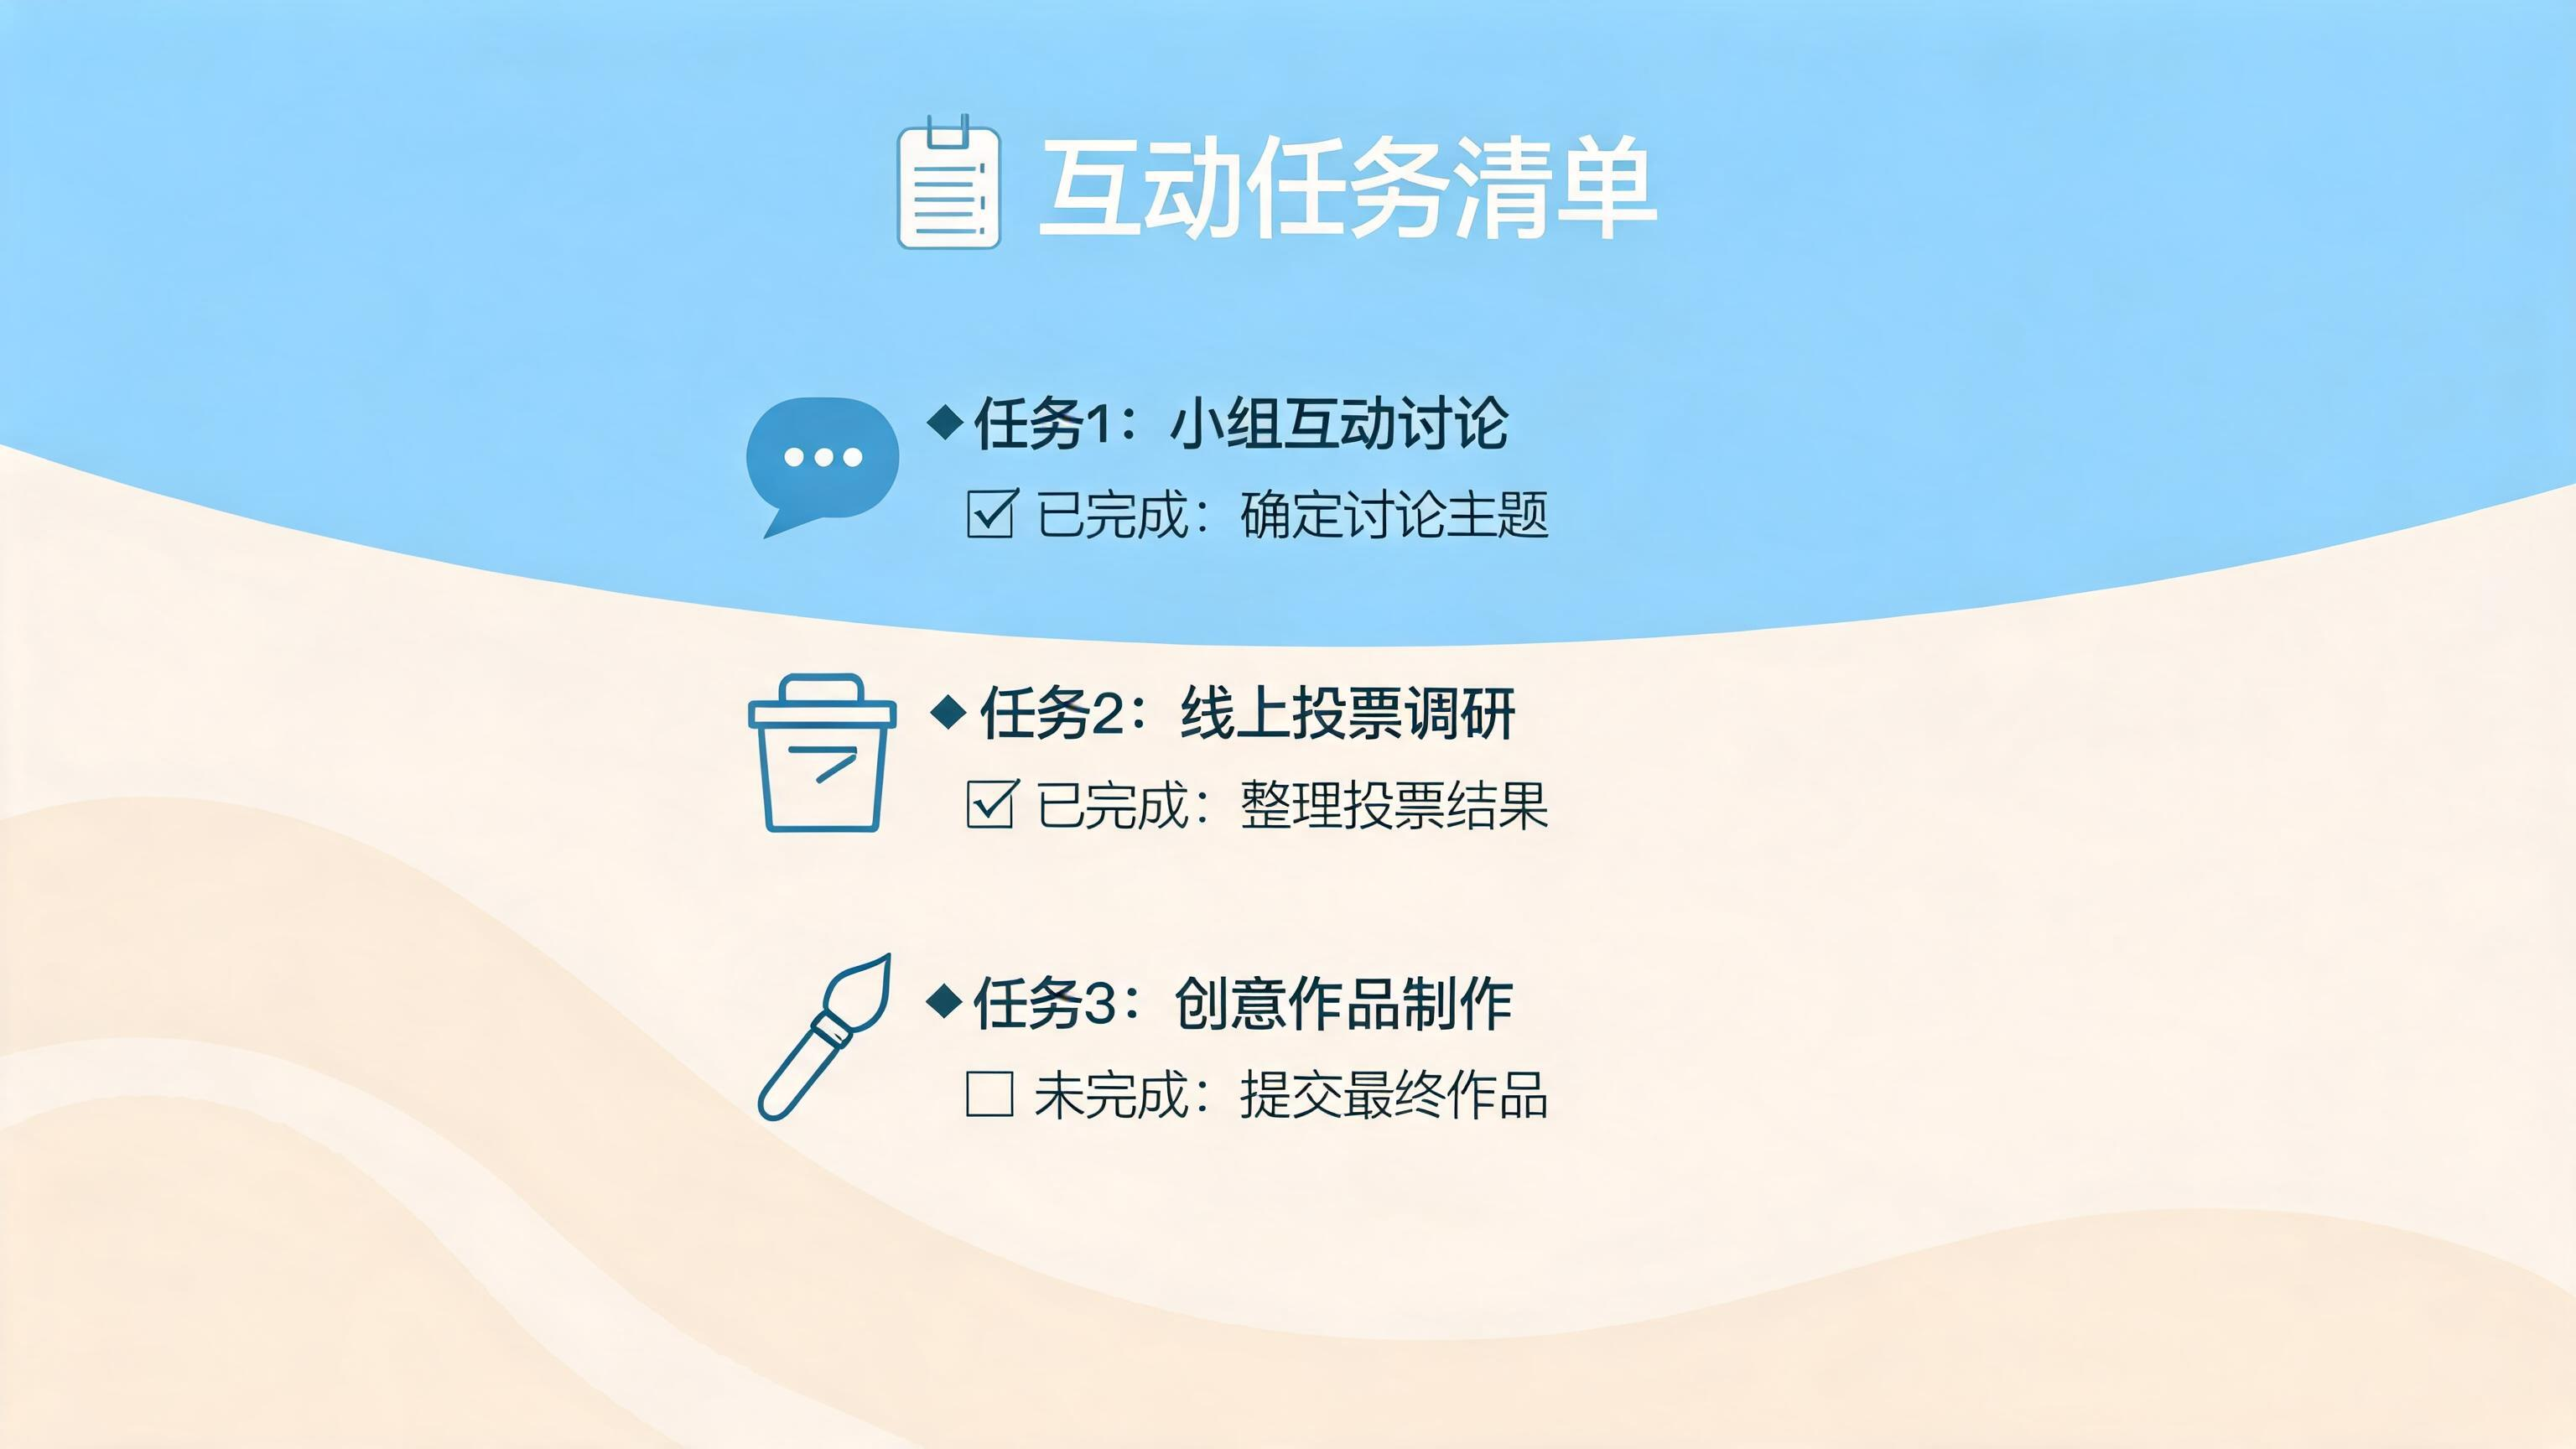 互动任务清单
◆任务1：小组互动讨论
☑ 已完成：确定讨论主题
◆任务2：线上投票调研
☑ 已完成：整理投票结果
◆任务3：创意作品制作
☐ 未完成：提交最终作品